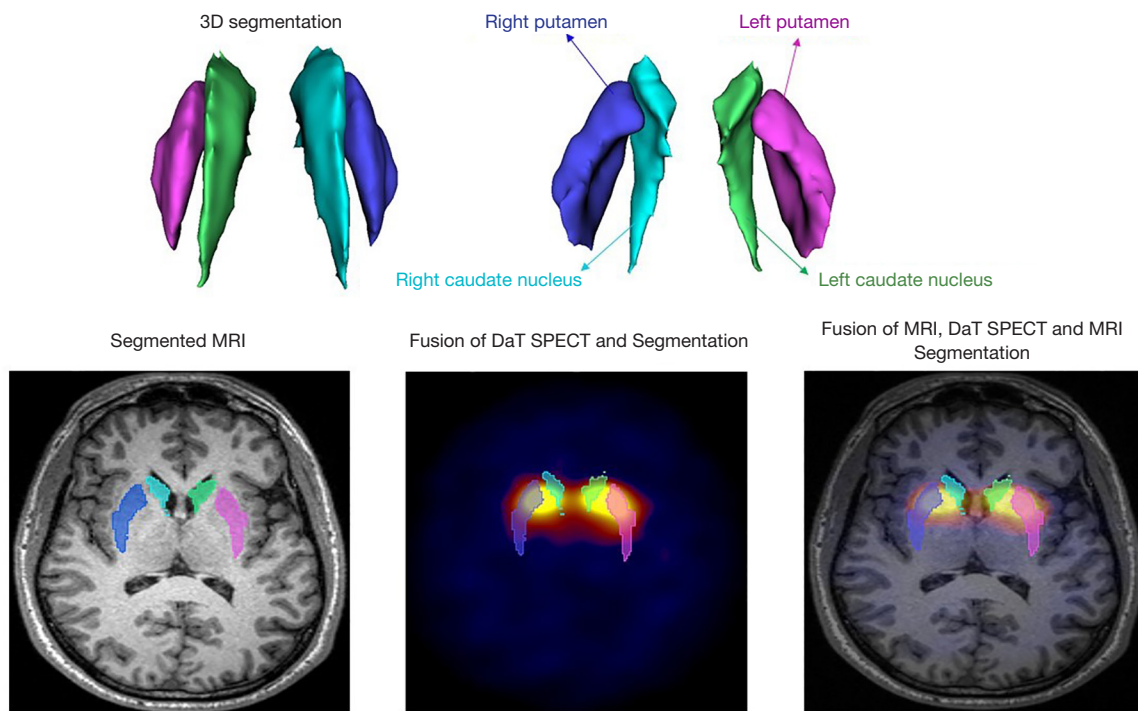 3D segmentation
Right putamen
Left putamen
Right caudate nucleus
Left caudate nucleus
Segmented MRI
Fusion of DaT SPECT and Segmentation
Fusion of MRI, DaT SPECT and MRI
Segmentation